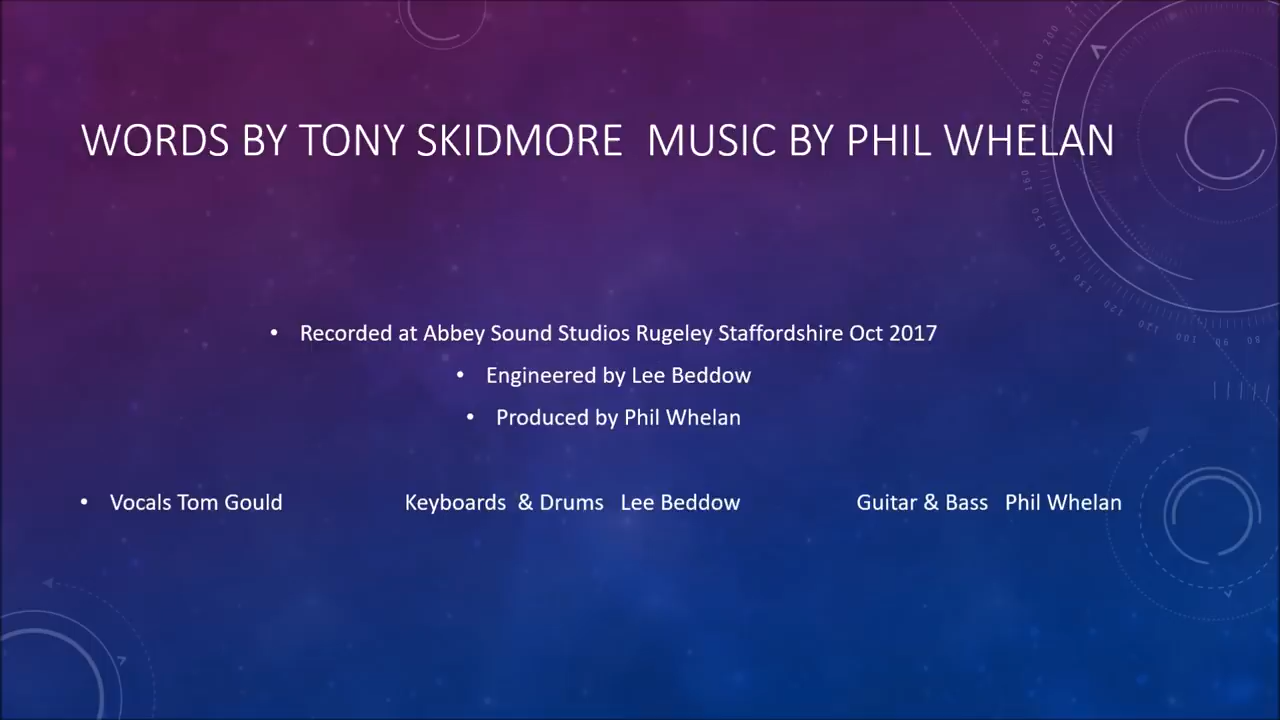 WORDS BY TONY SKIDMORE  MUSIC BY PHIL WHELAN
• Recorded at Abbey Sound Studios Rugeley Staffordshire Oct 2017
• Engineered by Lee Beddow
• Produced by Phil Whelan
• Vocals Tom Gould Keyboards  & Drums   Lee Beddow Guitar & Bass   Phil Whelan